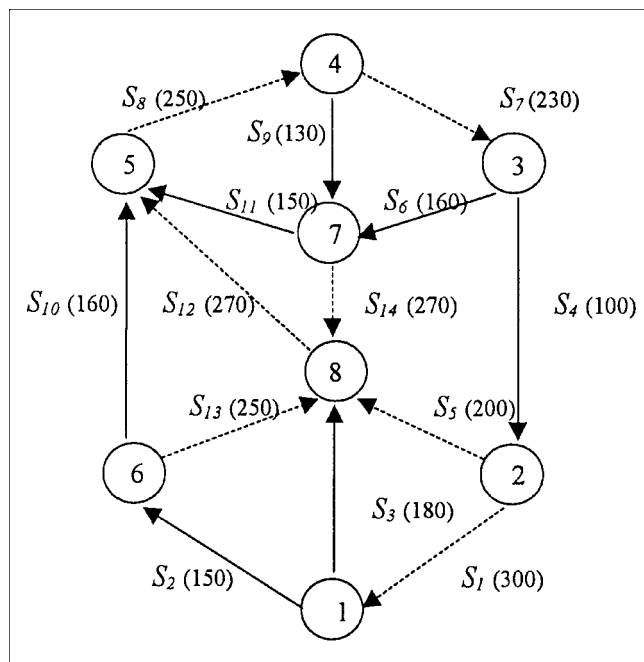 4
S8 (250)
S7 (230)
S9 (130)
5
3
S11 (150)
S6 (160)
7
S10 (160)
S12 (270)
S14 (270)
S4 (100)
8
S13 (250)
S5 (200)
6
2
S3 (180)
S2 (150)
S1 (300)
1